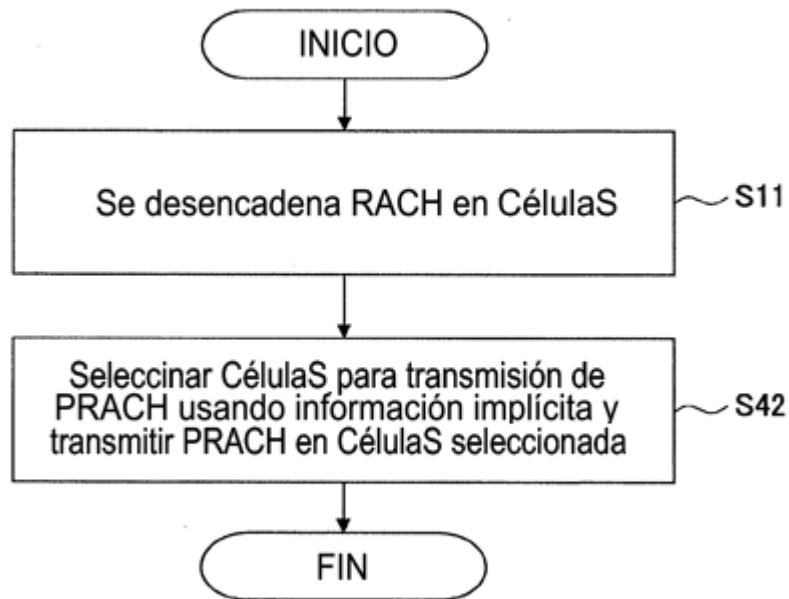 INICIO
Se desencadena RACH en CélulaS
S11
Seleccinar CélulaS para transmisión de
PRACH usando información implícita y
transmitir PRACH en CélulaS seleccionada
S42
FIN